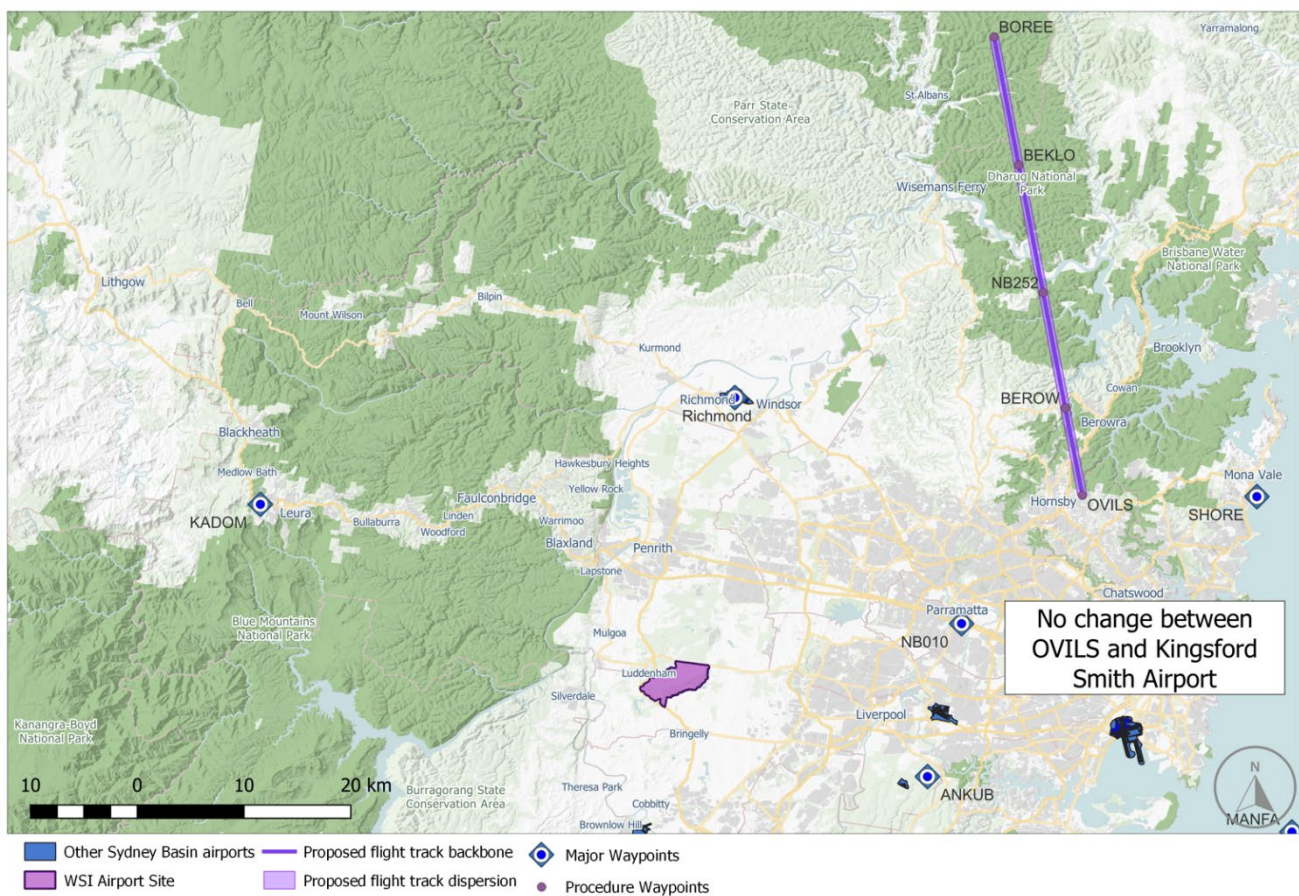 BOREE
Yarramalong
St Albans
Parr State
Conservation Area
BEKLO
Dharug National
Park
Wisemans Ferry
Brisbane Water
National Park
Lithgow
NB252
Bell
Bilpin
Mount Wilson
Kurmond
Brooklyn
Cowan
Richmond
Windsor
Richmond
BEROW
Berowra
Blackheath
Hawkesbury Heights
Medlow Bath
Mona Vale
Yellow Rock
Faulconbridge
Hornsby
OVILS
SHORE
KADOM
Leura
Linden
Bullaburra
Woodford
Warrimoo
Blaxland
Penrith
Lapstone
Chatswood
Parramatta
Blue Mountains
National Park
Mulgoa
NB010
No change between
OVILS and Kingsford
Smith Airport
Luddenham
Silverdale
Liverpool
Kanangra-Boyd
National Park
Bringelly
10 0 10 20 km
Burragorang State
Conservation Area
Theresa Park
Cobbitty
Brownlow Hill
ANKUB
N
MANFA
Other Sydney Basin airports
Proposed flight track backbone
Major Waypoints
WSI Airport Site
Proposed flight track dispersion
Procedure Waypoints